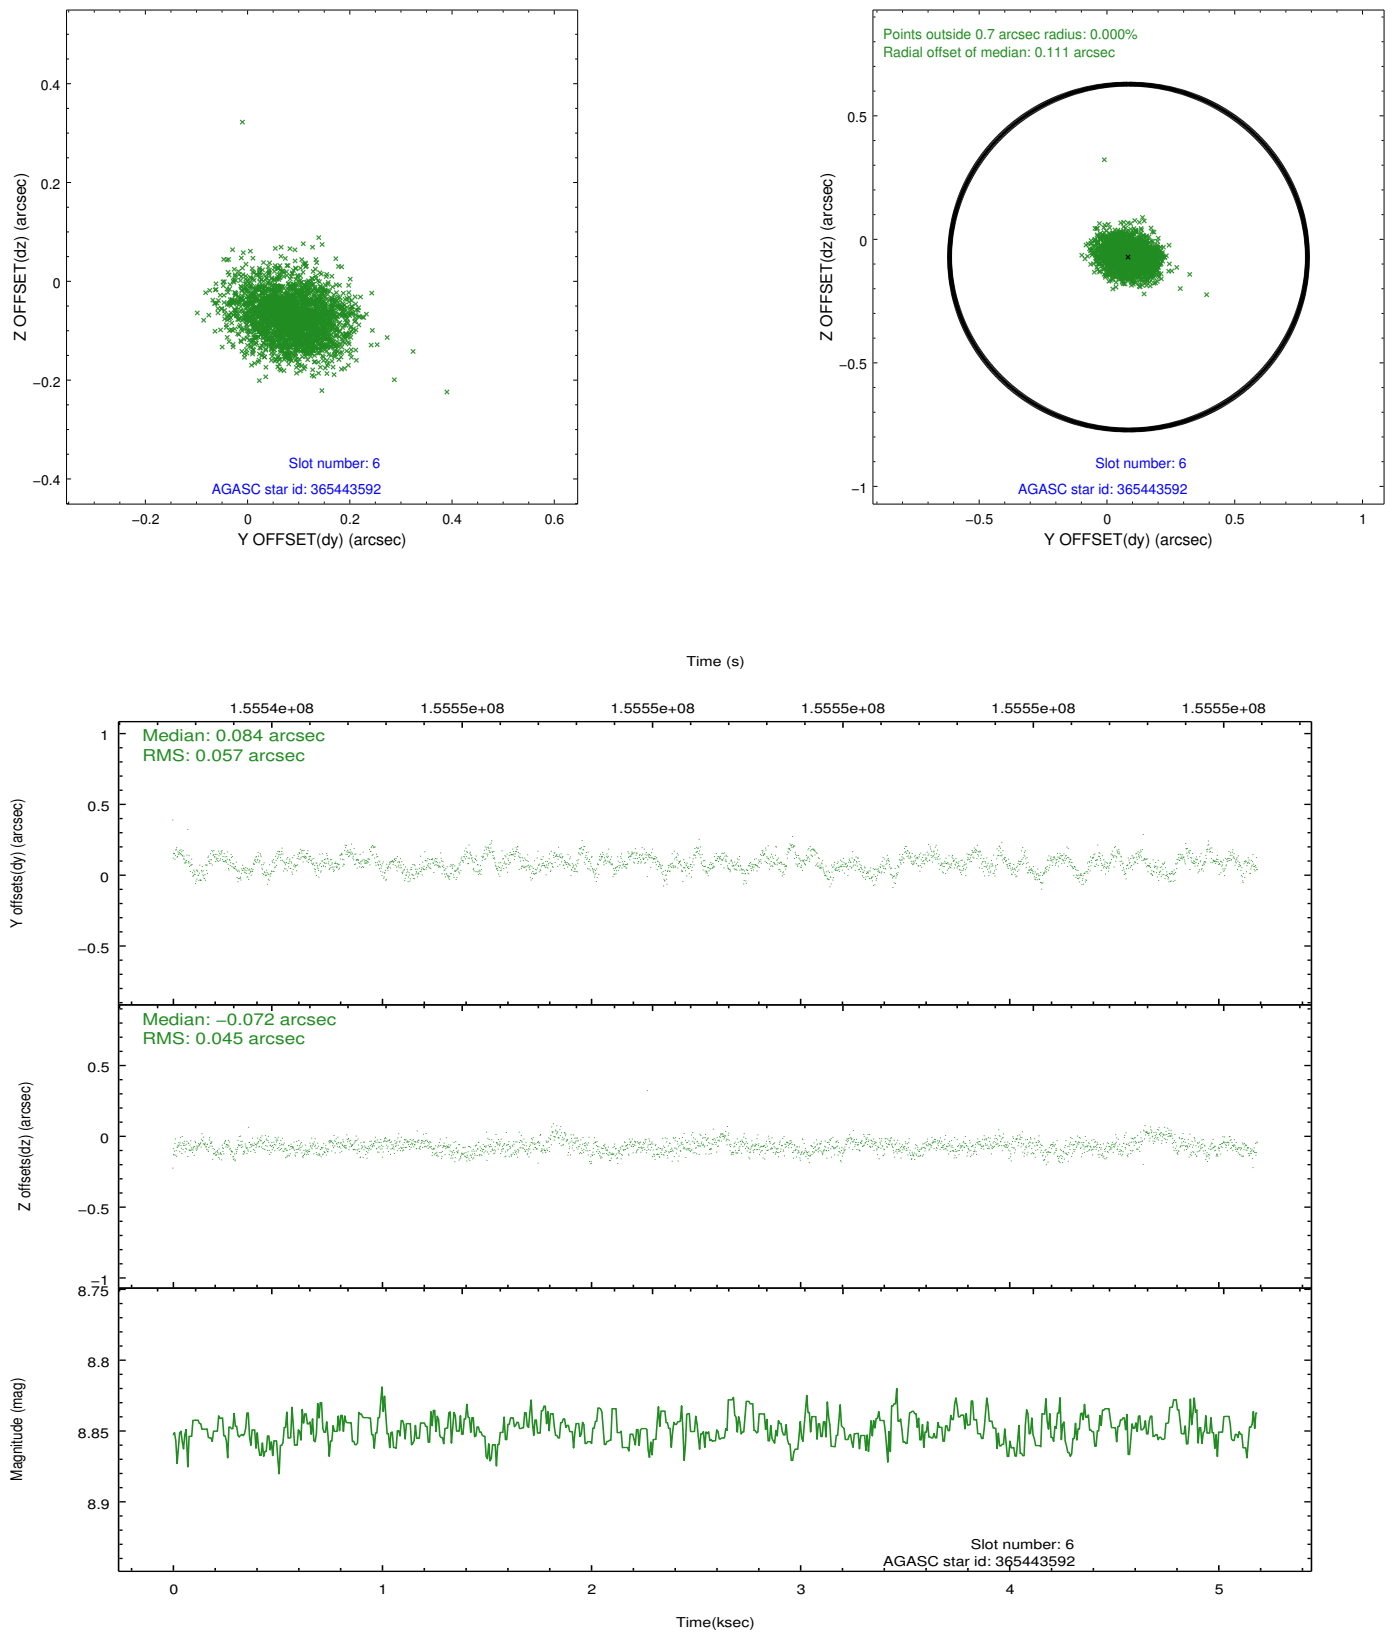 0.4
0.2
0
−0.2
−0.4
Z OFFSET(dz) (arcsec)
Slot number: 6
AGASC star id: 365443592
−0.2 0 0.2 0.4 0.6
Y OFFSET(dy) (arcsec)
Points outside 0.7 arcsec radius: 0.000%
Radial offset of median: 0.111 arcsec
0.5
0
−0.5
−1
Z OFFSET(dz) (arcsec)
Slot number: 6
AGASC star id: 365443592
−0.5 0 0.5 1
Y OFFSET(dy) (arcsec)
Time (s)
1.5554e+08 1.5555e+08 1.5555e+08 1.5555e+08 1.5555e+08 1.5555e+08
Median: 0.084 arcsec
RMS: 0.057 arcsec
1
0.5
0
−0.5
Y offsets(dy) (arcsec)
Median: −0.072 arcsec
RMS: 0.045 arcsec
0.5
0
−0.5
−1
Z offsets(dz) (arcsec)
8.75
8.8
8.85
8.9
Magnitude (mag)
Slot number: 6
AGASC star id: 365443592
0 1 2 3 4 5
Time(ksec)